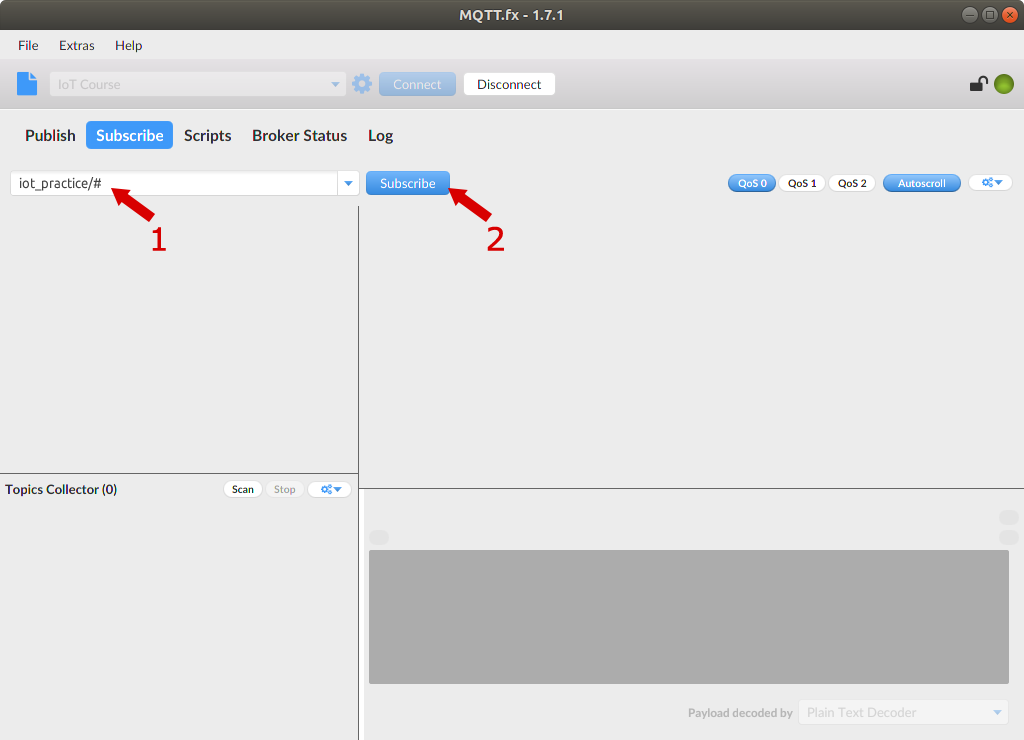 MQTT.fx - 1.7.1
File Extras Help
IoT Course Connect Disconnect
Publish Subscribe Scripts Broker Status Log
iot_practice/# Subscribe QoS 0 QoS 1 QoS 2 Autoscroll
1 2
Topics Collector (0) Scan Stop
Payload decoded by Plain Text Decoder